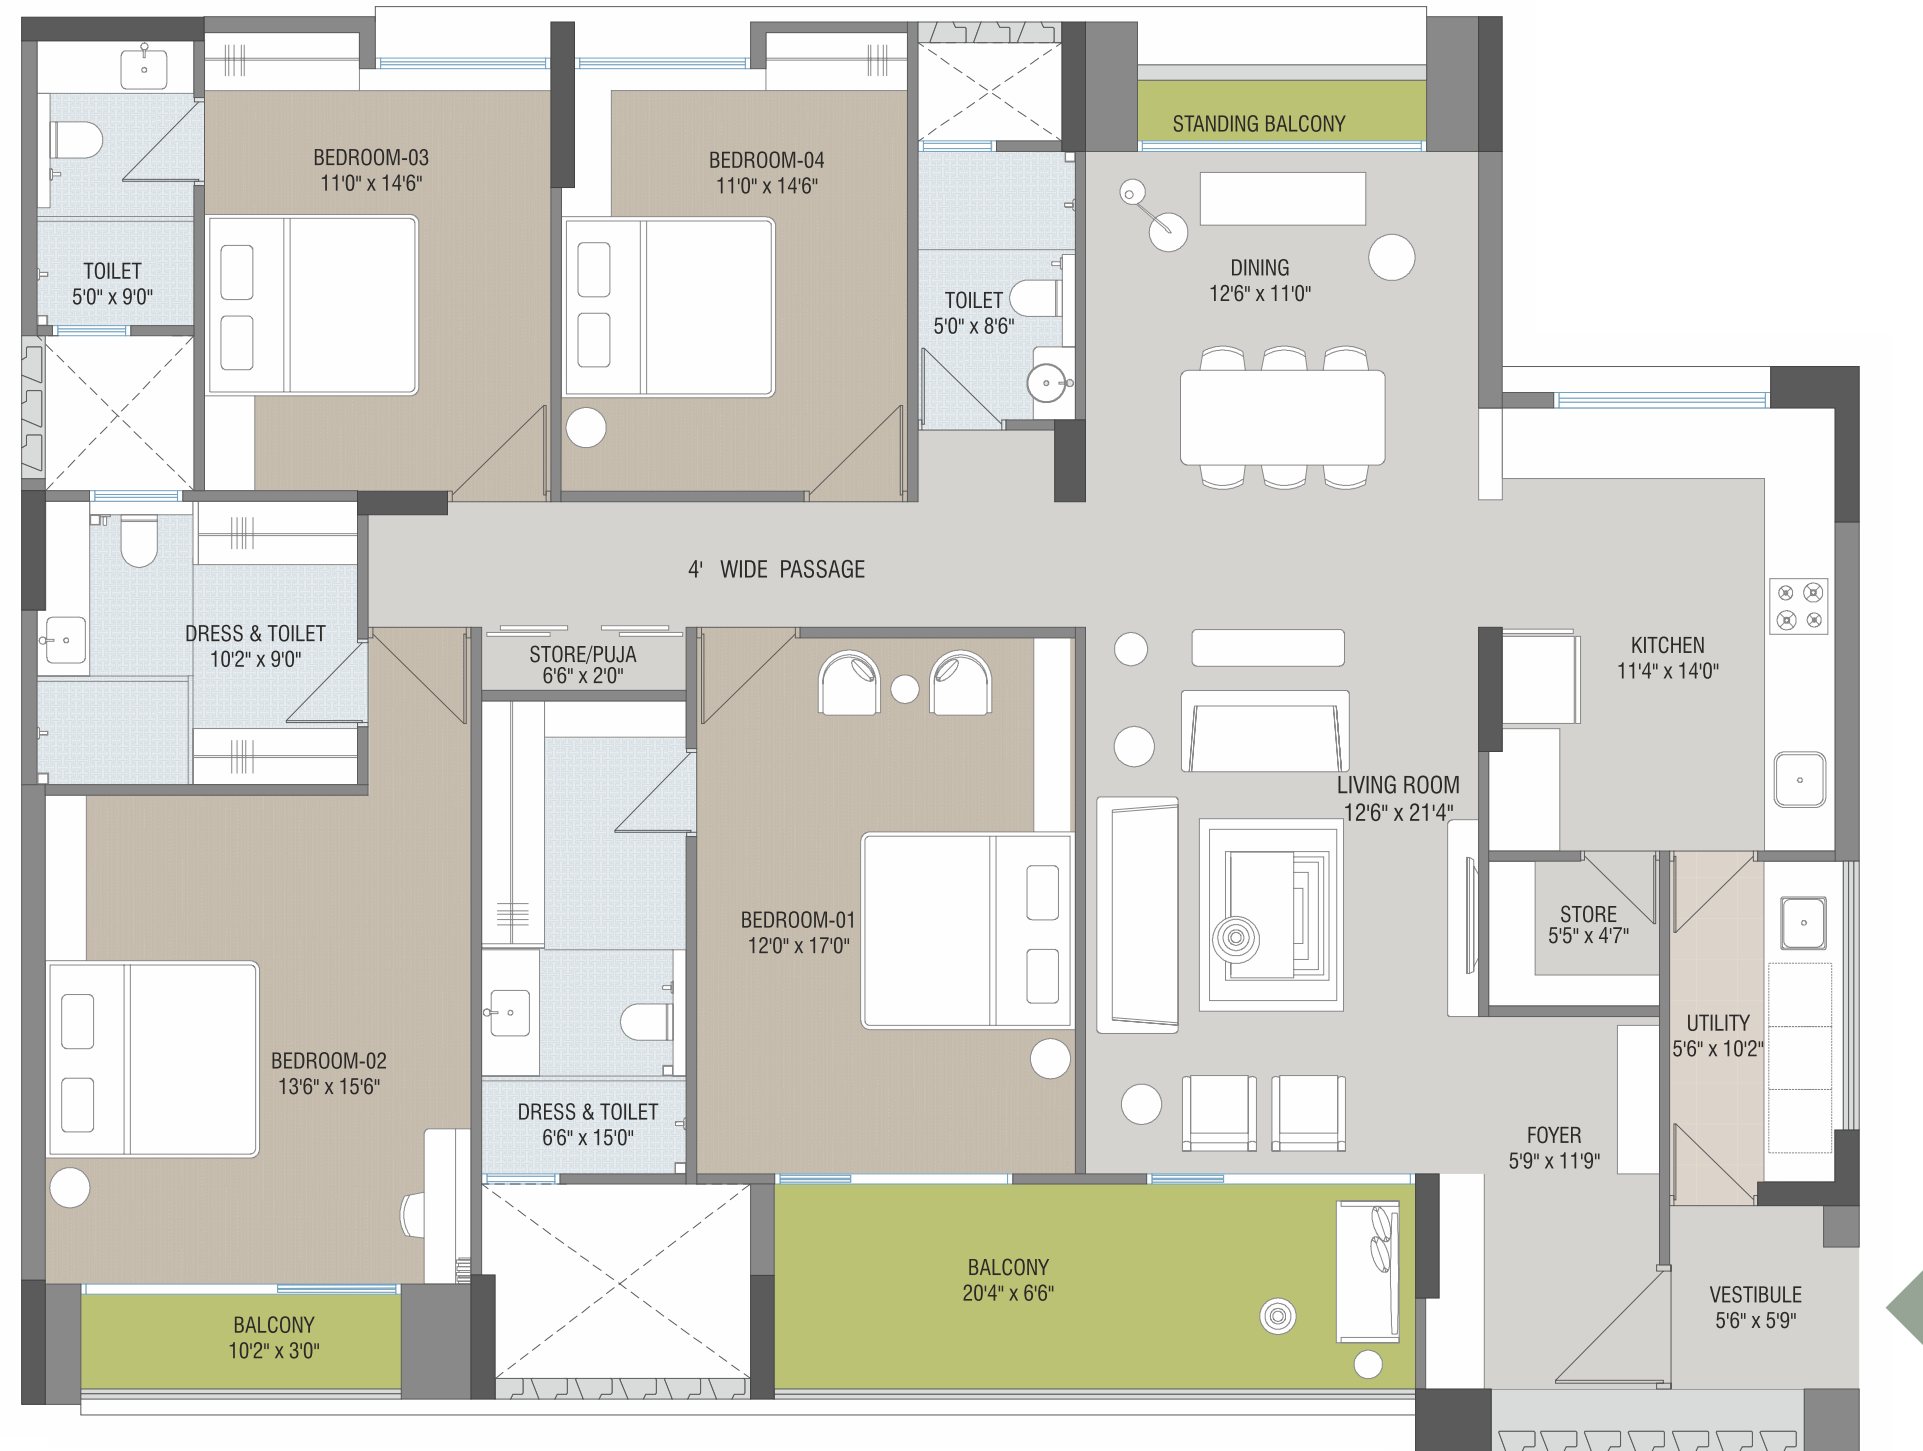 STANDING BALCONY
BEDROOM-03
11'0" x 14'6"
BEDROOM-04
11'0" x 14'6"
TOILET
5'0" x 9'0"
TOILET
5'0" x 8'6"
DINING
12'6" x 11'0"
4' WIDE PASSAGE
DRESS & TOILET
10'2" x 9'0"
STORE/PUJA
6'6" x 2'0"
KITCHEN
11'4" x 14'0"
LIVING ROOM
12'6" x 21'4"
BEDROOM-01
12'0" x 17'0"
STORE
5'5" x 4'7"
UTILITY
5'6" x 10'2"
BEDROOM-02
13'6" x 15'6"
DRESS & TOILET
6'6" x 15'0"
FOYER
5'9" x 11'9"
BALCONY
20'4" x 6'6"
VESTIBULE
5'6" x 5'9"
BALCONY
10'2" x 3'0"